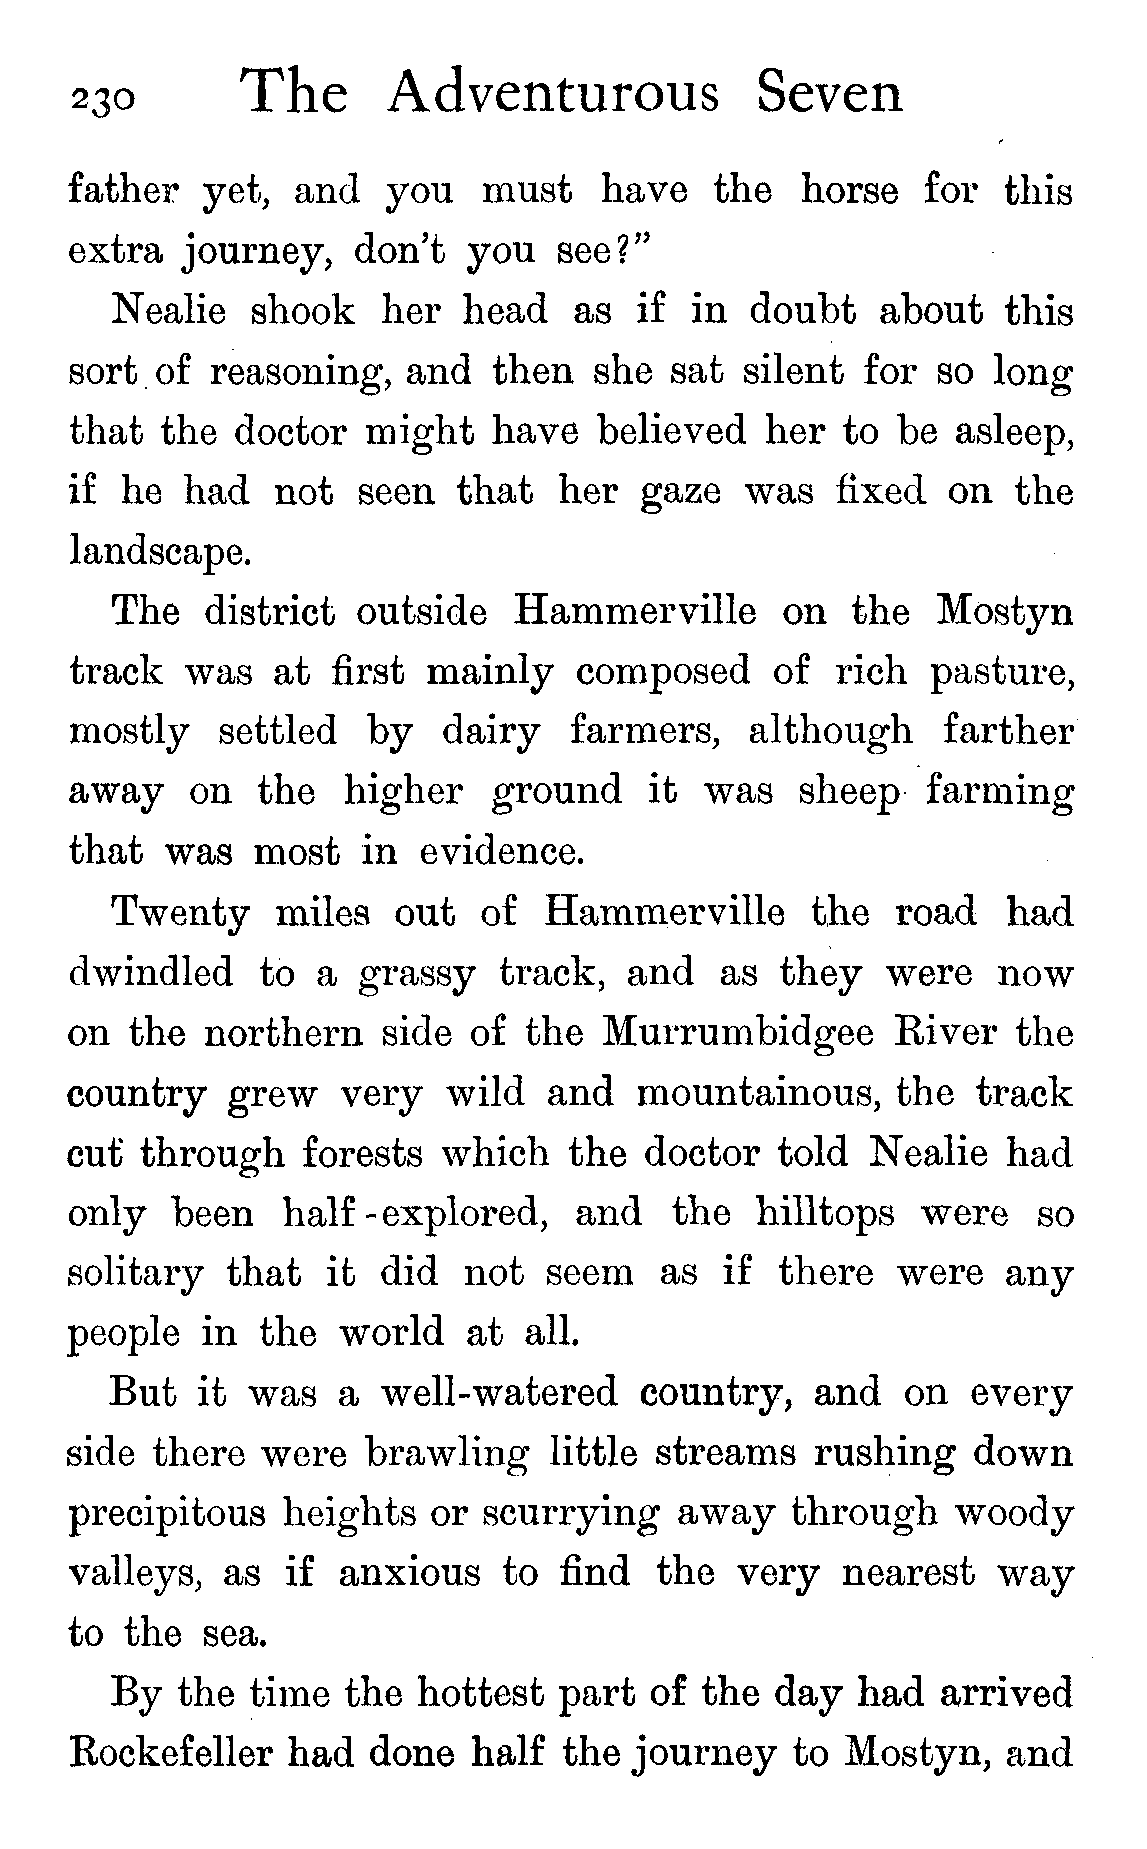 230 The Adventurous Seven
father yet, and you must have the horse for this
extra journey, don't you see?"
Nealie shook her head as if in doubt about this
sort of reasoning, and then she sat silent for so long
that the doctor might have believed her to be asleep,
if he had not seen that her gaze was fixed on the
landscape.
The district outside Hammerville on the Mostyn
track was at first mainly composed of rich pasture,
mostly settled by dairy farmers, although farther
away on the higher ground it was sheep farming
that was most in evidence.
Twenty miles out of Hammerville the road had
dwindled to a grassy track, and as they were now
on the northern side of the Murrumbidgee River the
country grew very wild and mountainous, the track
cut through forests which the doctor told Nealie had
only been half-explored, and the hilltops were so
solitary that it did not seem as if there were any
people in the world at all.
But it was a well-watered country, and on every
side there were brawling little streams rushing down
precipitous heights or scurrying away through woody
valleys, as if anxious to find the very nearest way
to the sea.
By the time the hottest part of the day had arrived
Rockefeller had done half the journey to Mostyn, and